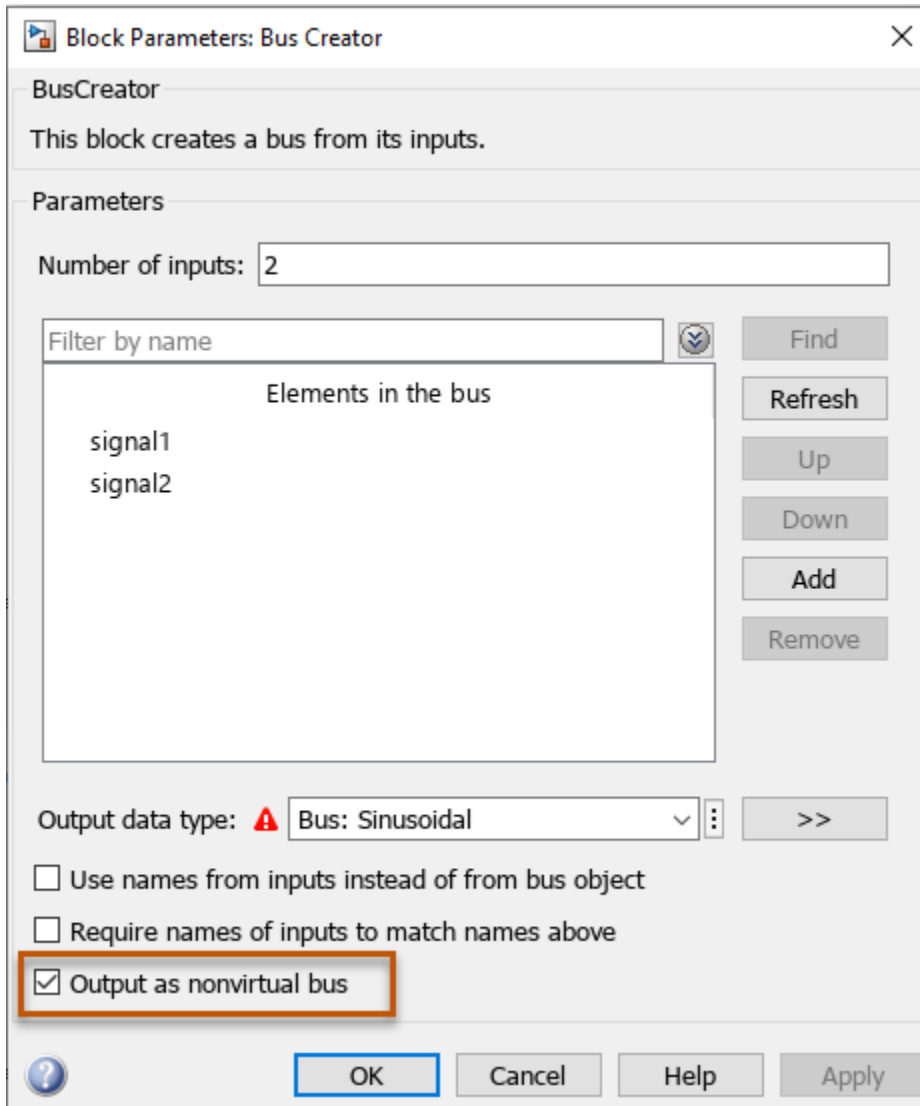 Block Parameters: Bus Creator
BusCreator
This block creates a bus from its inputs.
Parameters
Number of inputs: 2
Filter by name
Find
Elements in the bus
Refresh
signal1
Up
signal2
Down
Add
Remove
Output data type: Bus: Sinusoidal >>
Use names from inputs instead of from bus object
Require names of inputs to match names above
Output as nonvirtual bus
OK Cancel Help Apply